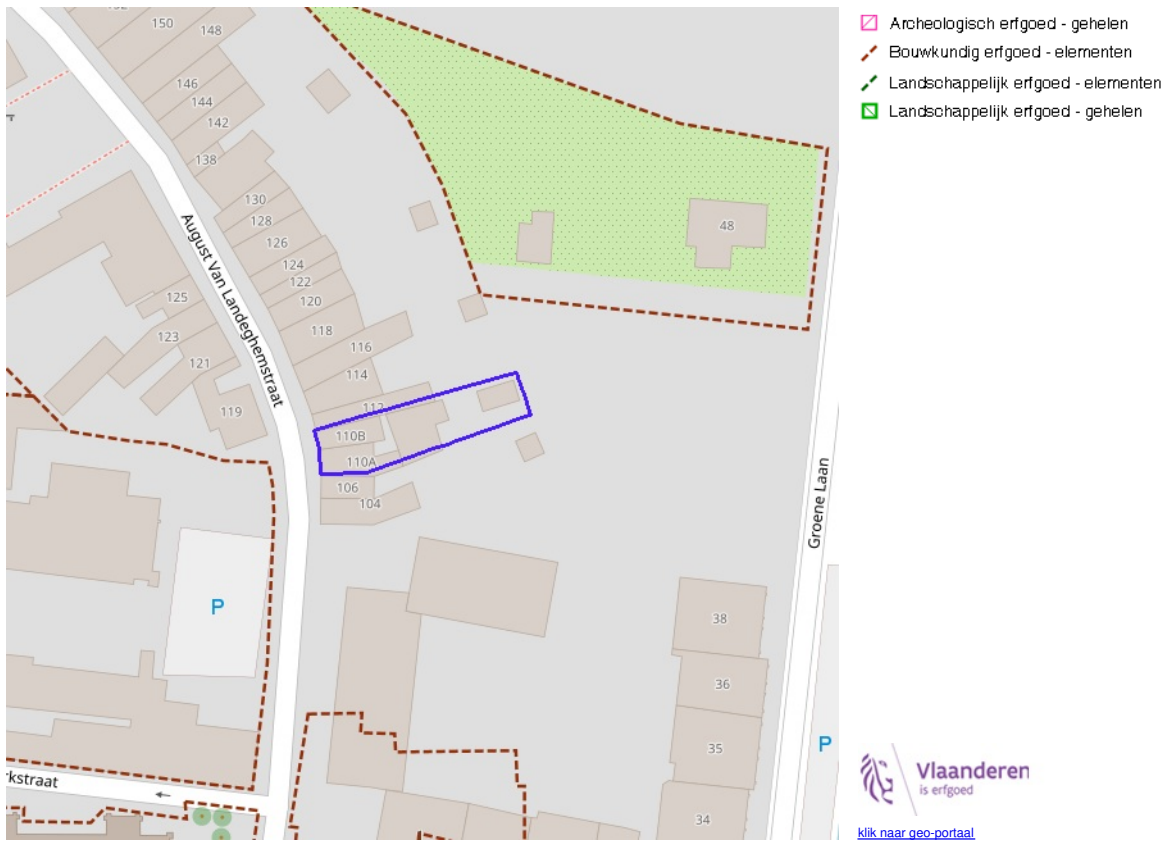 Archeologisch erfgoed - gehelen
Bouwkundig erfgoed - elementen
Landschappelijk erfgoed - elementen
Landschappelijk erfgoed - gehelen
150
148
146
144
142
138
130
128
126
124
122
120
118
116
114
112
110B
110A
106
104
125
123
121
119
48
August Van Landeghemstraat
Groene Laan
P
38
36
35
34
P
rkstraat
Vlaanderen
is erfgoed
klik naar geo-portaal